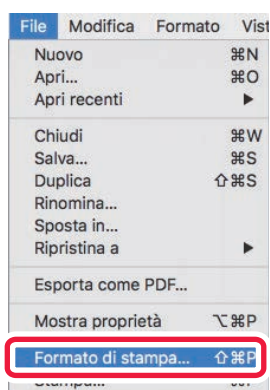 File Modifica Formato Vist
Nuovo ⌘N
Apri... ⌘O
Apri recenti ▶
Chiudi ⌘W
Salva... ⌘S
Duplica ⇧⌘S
Rinomina...
Sposta in...
Ripristina a ▶
Esporta come PDF...
Mostra proprietà ⌥⌘P
Formato di stampa... ⇧⌘P